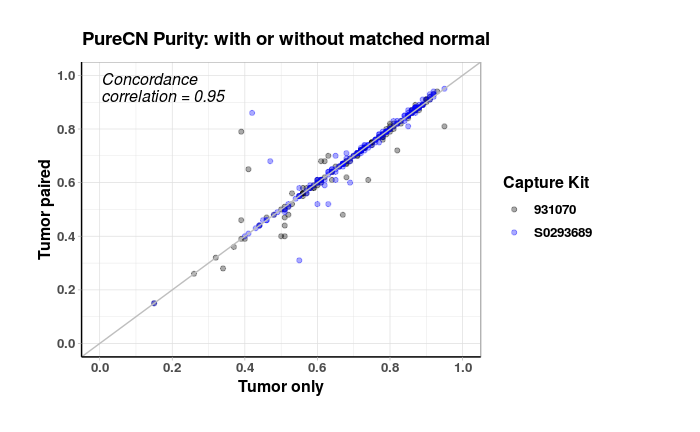 PureCN Purity: with or without matched normal
Concordance
correlation = 0.95
1.0
0.8
0.6
0.4
0.2
0.0
Tumor paired
0.0 0.2 0.4 0.6 0.8 1.0
Tumor only
Capture Kit
931070
S0293689